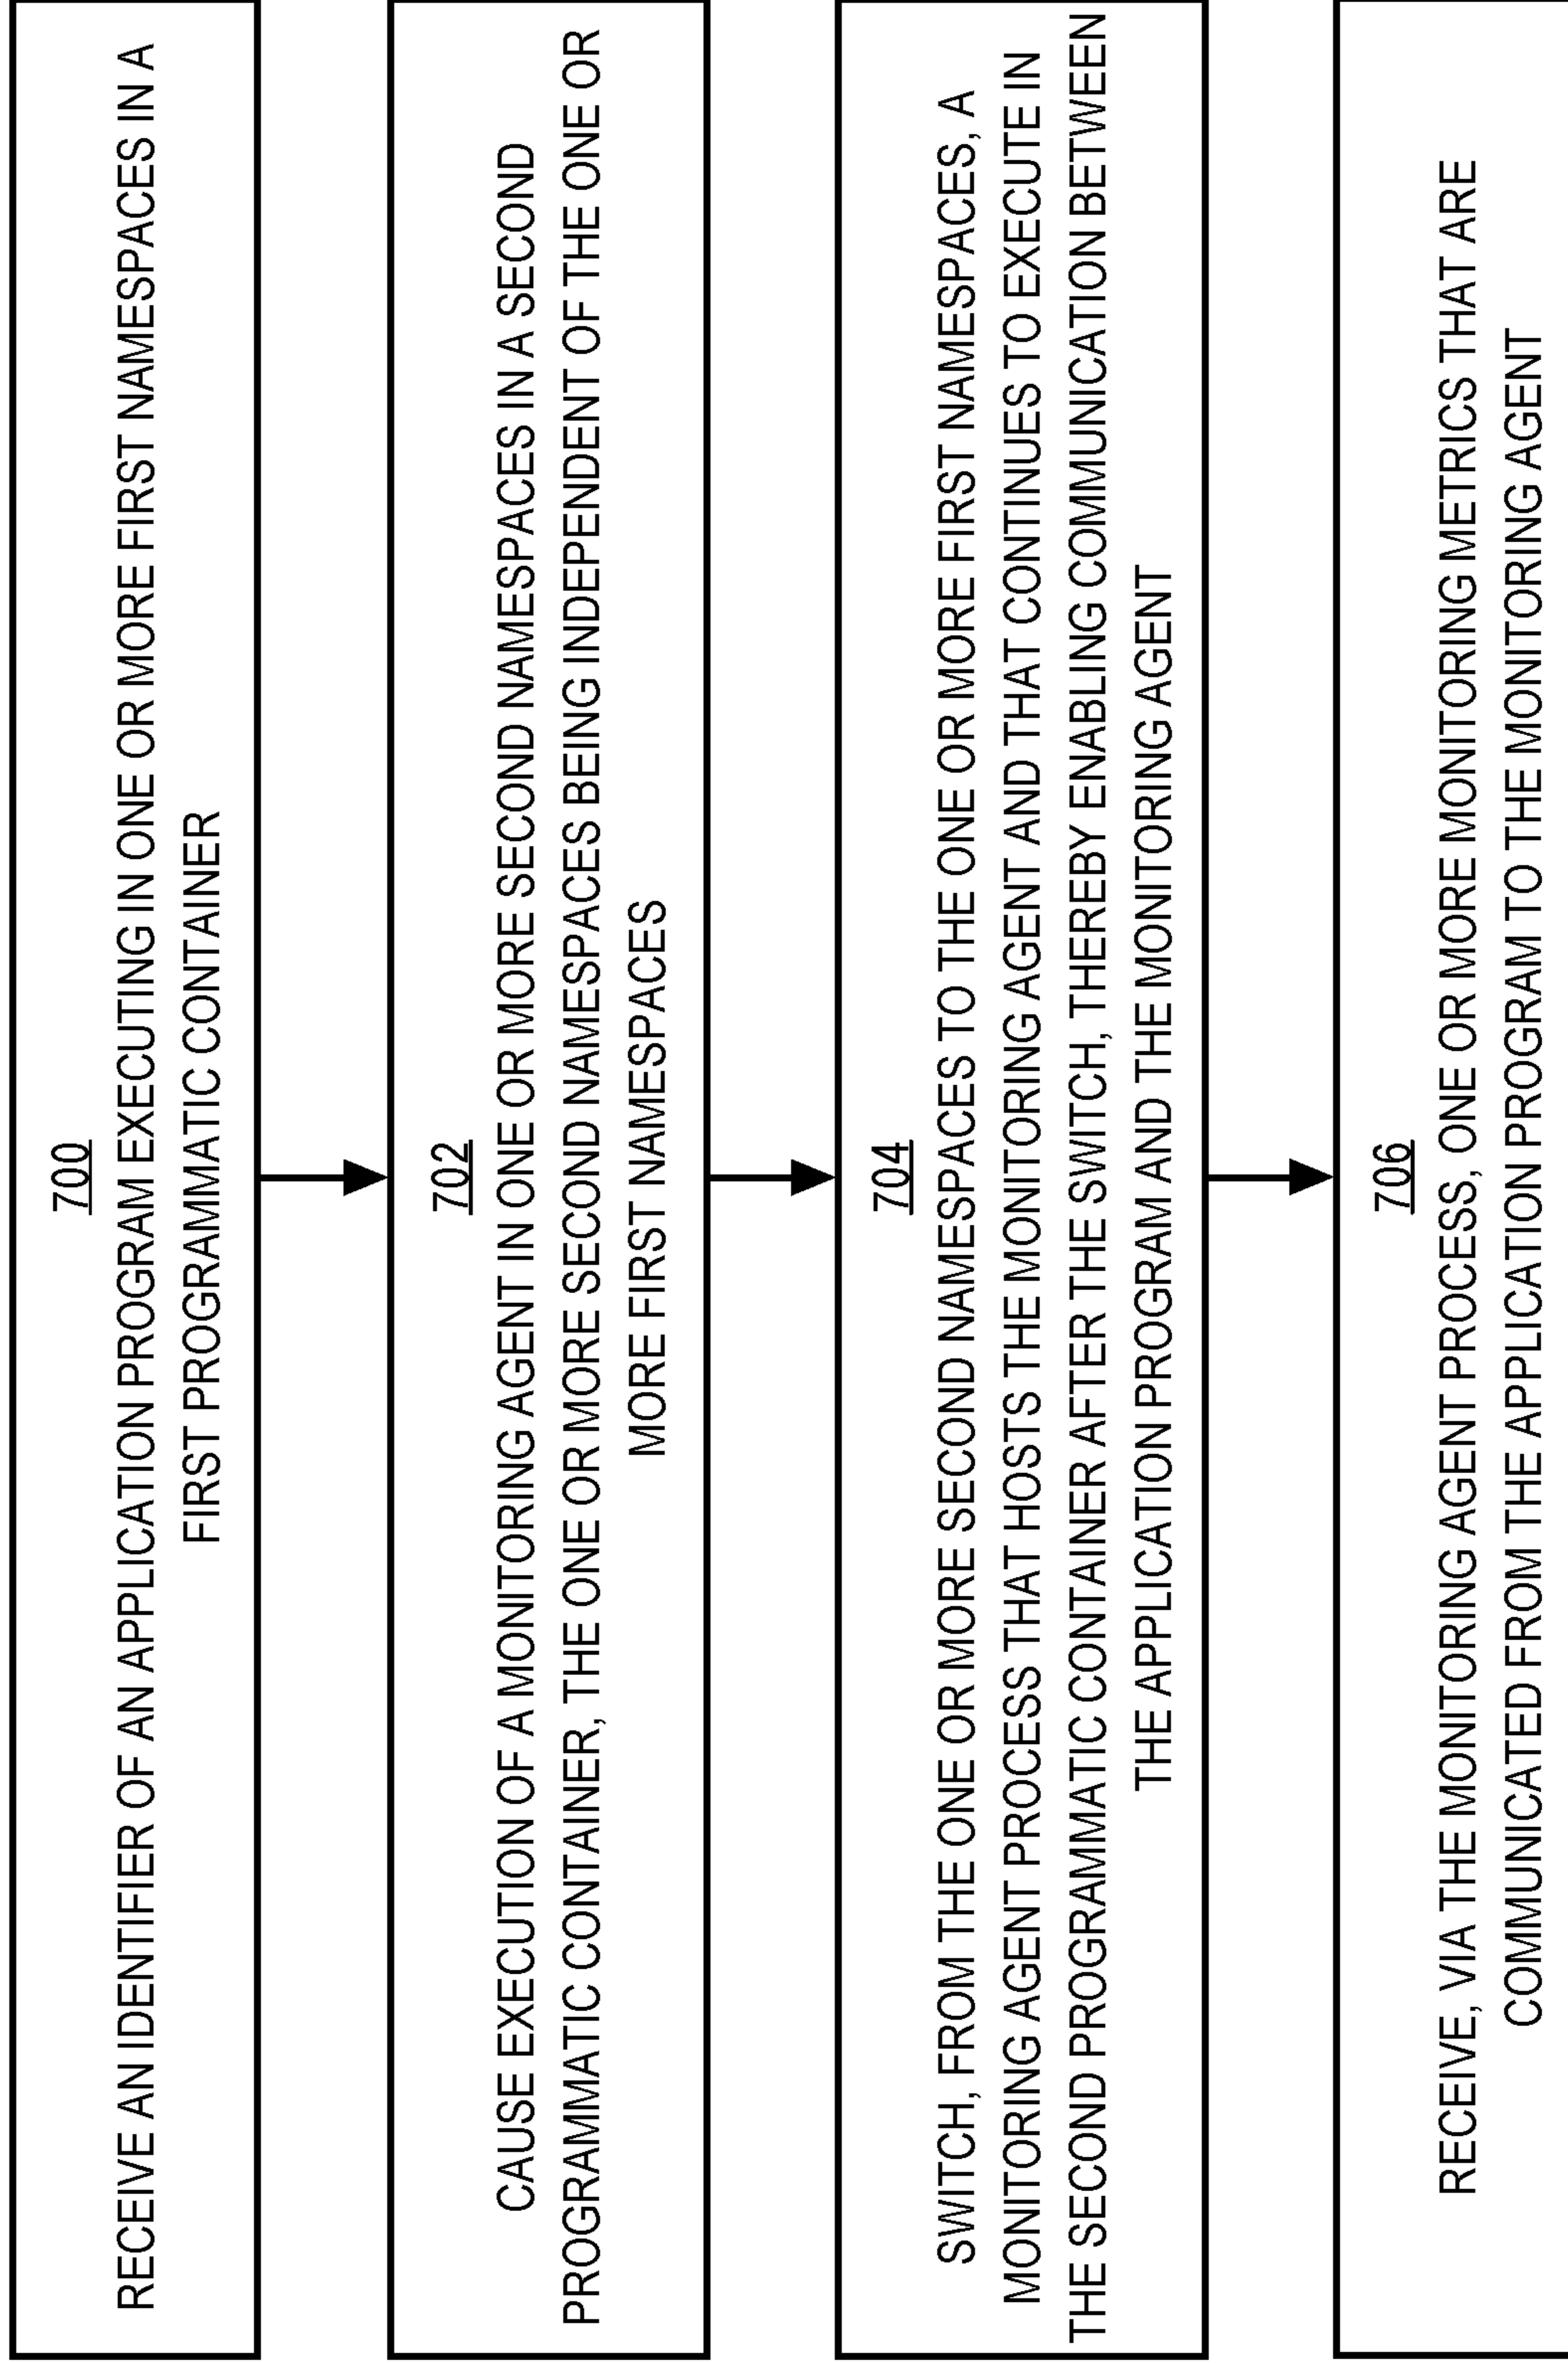 700
RECEIVE AN IDENTIFIER OF AN APPLICATION PROGRAM EXECUTING IN ONE OR MORE FIRST NAMESPACES IN A
FIRST PROGRAMMATIC CONTAINER
702
CAUSE EXECUTION OF A MONITORING AGENT IN ONE OR MORE SECOND NAMESPACES IN A SECOND
PROGRAMMATIC CONTAINER, THE ONE OR MORE SECOND NAMESPACES BEING INDEPENDENT OF THE ONE OR
MORE FIRST NAMESPACES
704
SWITCH, FROM THE ONE OR MORE SECOND NAMESPACES TO THE ONE OR MORE FIRST NAMESPACES, A
MONITORING AGENT PROCESS THAT HOSTS THE MONITORING AGENT AND THAT CONTINUES TO EXECUTE IN
THE SECOND PROGRAMMATIC CONTAINER AFTER THE SWITCH, THEREBY ENABLING COMMUNICATION BETWEEN
THE APPLICATION PROGRAM AND THE MONITORING AGENT
706
RECEIVE, VIA THE MONITORING AGENT PROCESS, ONE OR MORE MONITORING METRICS THAT ARE
COMMUNICATED FROM THE APPLICATION PROGRAM TO THE MONITORING AGENT